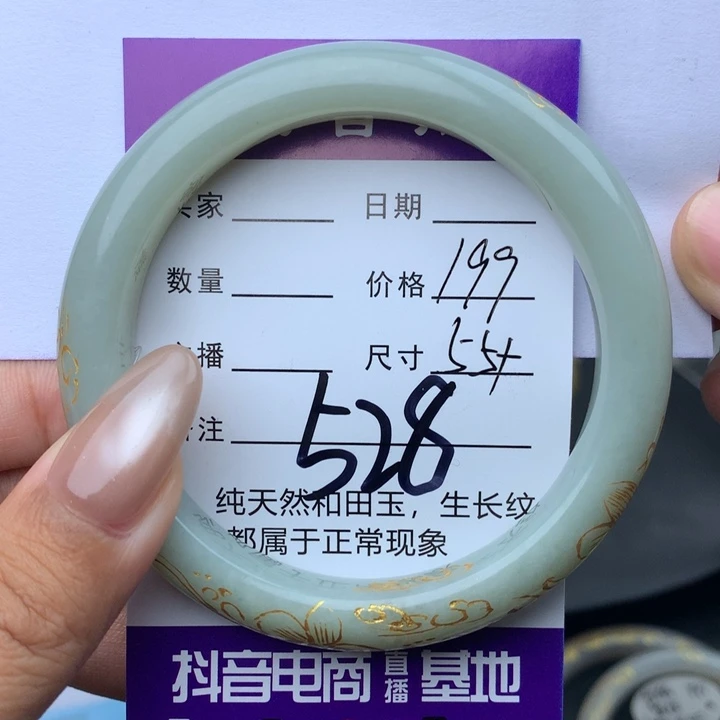 家 日期
数量 价格 199
播 尺寸 55+
注 528
纯天然和田玉，生长纹
都属于正常现象
抖音电商 直播 基地